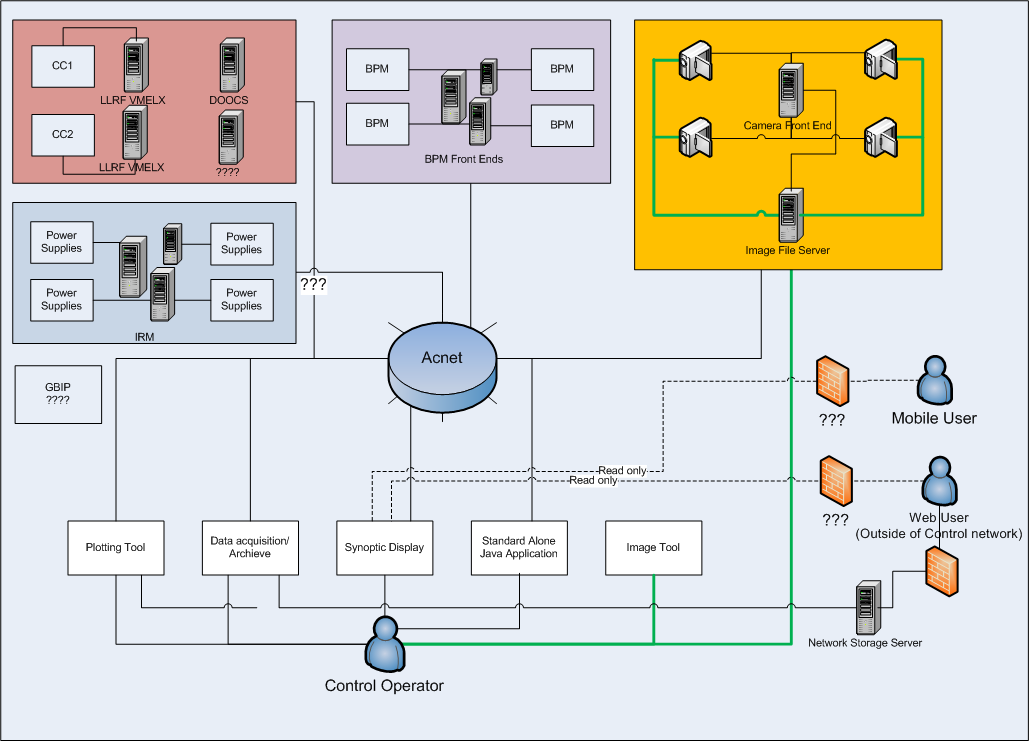 CC1
LLRF VMELX
DOOCS
CC2
LLRF VMELX
????
BPM
BPM
BPM
BPM
BPM Front Ends
Camera Front End
Image File Server
Power
Supplies
Power
Supplies
Power
Supplies
Power
Supplies
IRM
???
Acnet
GBIP
????
???
Mobile User
Read only
Read only
???
Web User
(Outside of Control network)
Plotting Tool
Data acquisition/
Archieve
Synoptic Display
Standard Alone
Java Application
Image Tool
Network Storage Server
Control Operator